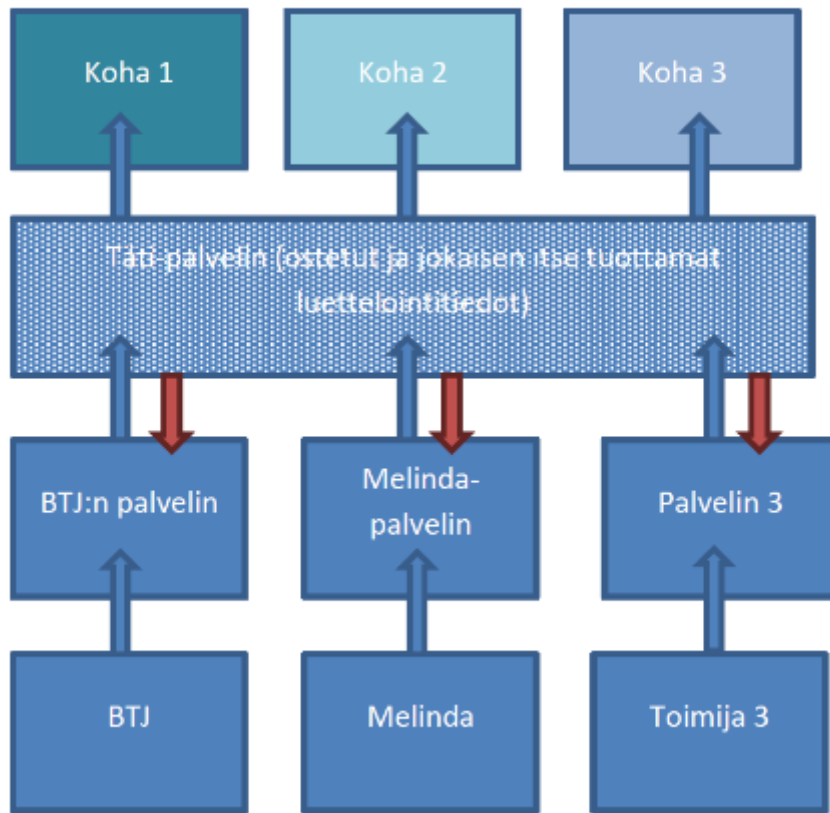 Koha 1
Koha 2
Koha 3
Täti-palvelin (ostetut ja jokaisen itse tuottamat
luettelointitiedot)
BTJ:n palvelin
Melinda-
palvelin
Palvelin 3
BTJ
Melinda
Toimija 3